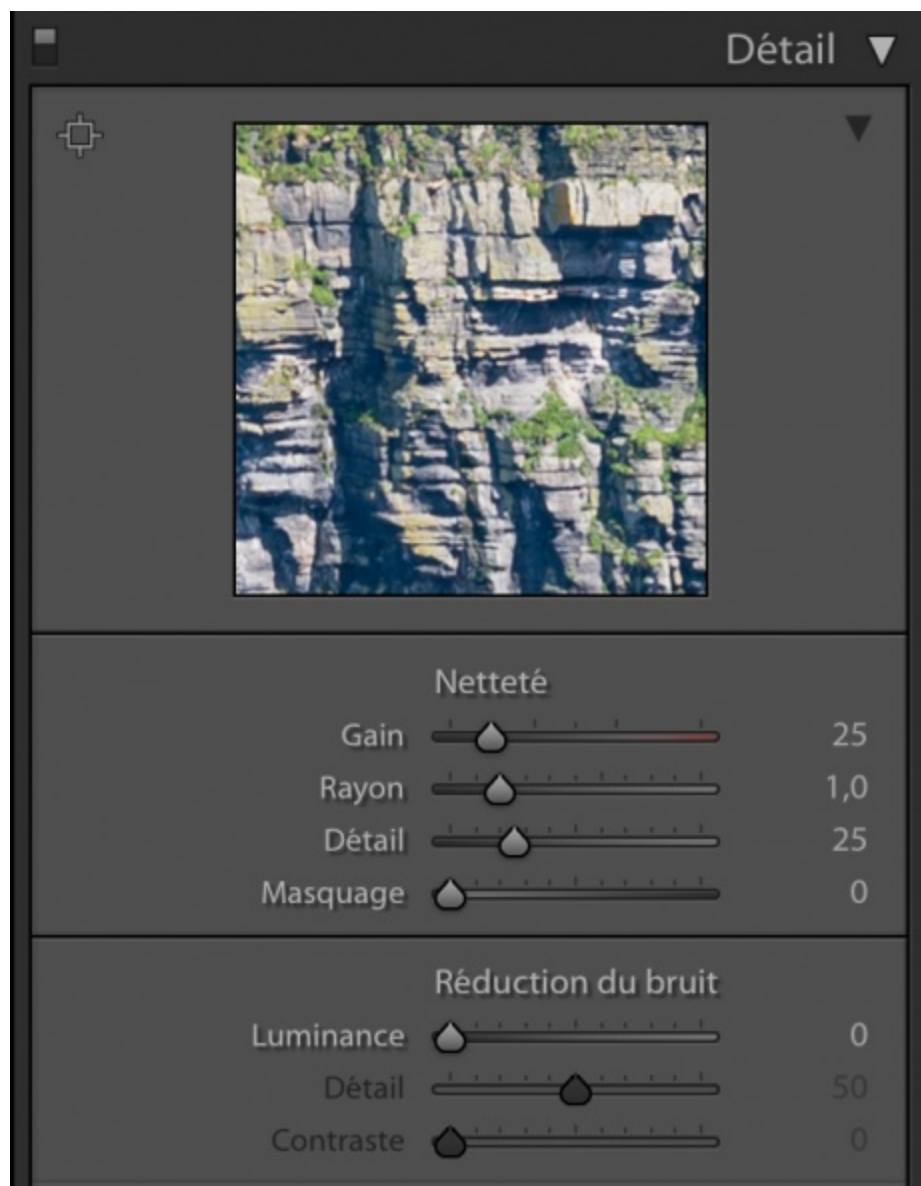 Détail
Netteté
Gain 25
Rayon 1,0
Détail 25
Masquage 0
Réduction du bruit
Luminance 0
Détail 50
Contraste 0